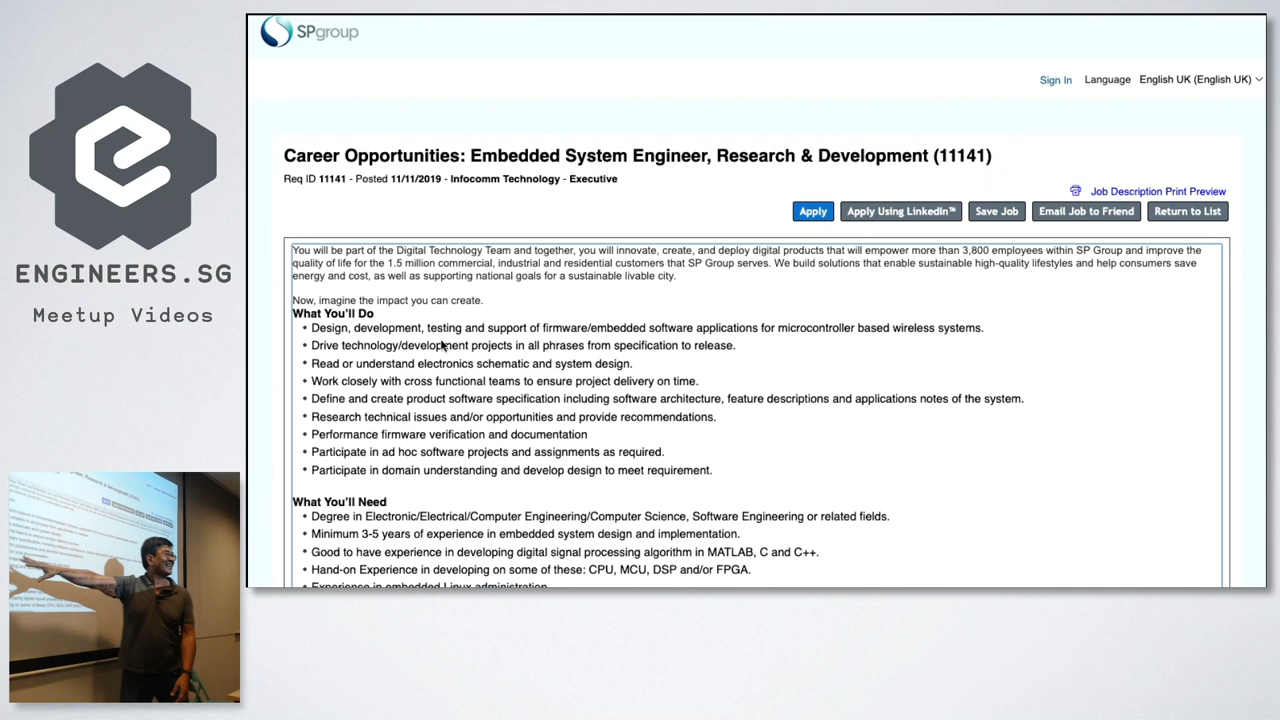 SPgroup
Sign In Language English UK (English UK)
Career Opportunities: Embedded System Engineer, Research & Development (11141)
Req ID 11141 - Posted 11/11/2019 - Infocomm Technology - Executive
Job Description Print Preview
Apply
Apply Using LinkedIn™
Save Job
Email Job to Friend
Return to List
You will be part of the Digital Technology Team and together, you will innovate, create, and deploy digital products that will empower more than 3,800 employees within SP Group and improve the
quality of life for the 1.5 million commercial, industrial and residential customers that SP Group serves. We build solutions that enable sustainable high-quality lifestyles and help consumers save
energy and cost, as well as supporting national goals for a sustainable livable city.
Now, imagine the impact you can create.
What You'll Do
• Design, development, testing and support of firmware/embedded software applications for microcontroller based wireless systems.
• Drive technology/development projects in all phrases from specification to release.
• Read or understand electronics schematic and system design.
• Work closely with cross functional teams to ensure project delivery on time.
• Define and create product software specification including software architecture, feature descriptions and applications notes of the system.
• Research technical issues and/or opportunities and provide recommendations.
• Performance firmware verification and documentation
• Participate in ad hoc software projects and assignments as required.
• Participate in domain understanding and develop design to meet requirement.
What You'll Need
• Degree in Electronic/Electrical/Computer Engineering/Computer Science, Software Engineering or related fields.
• Minimum 3-5 years of experience in embedded system design and implementation.
• Good to have experience in developing digital signal processing algorithm in MATLAB, C and C++.
• Hand-on Experience in developing on some of these: CPU, MCU, DSP and/or FPGA.
• Experience in embedded Linux administration
ENGINEERS.SG
Meetup Videos